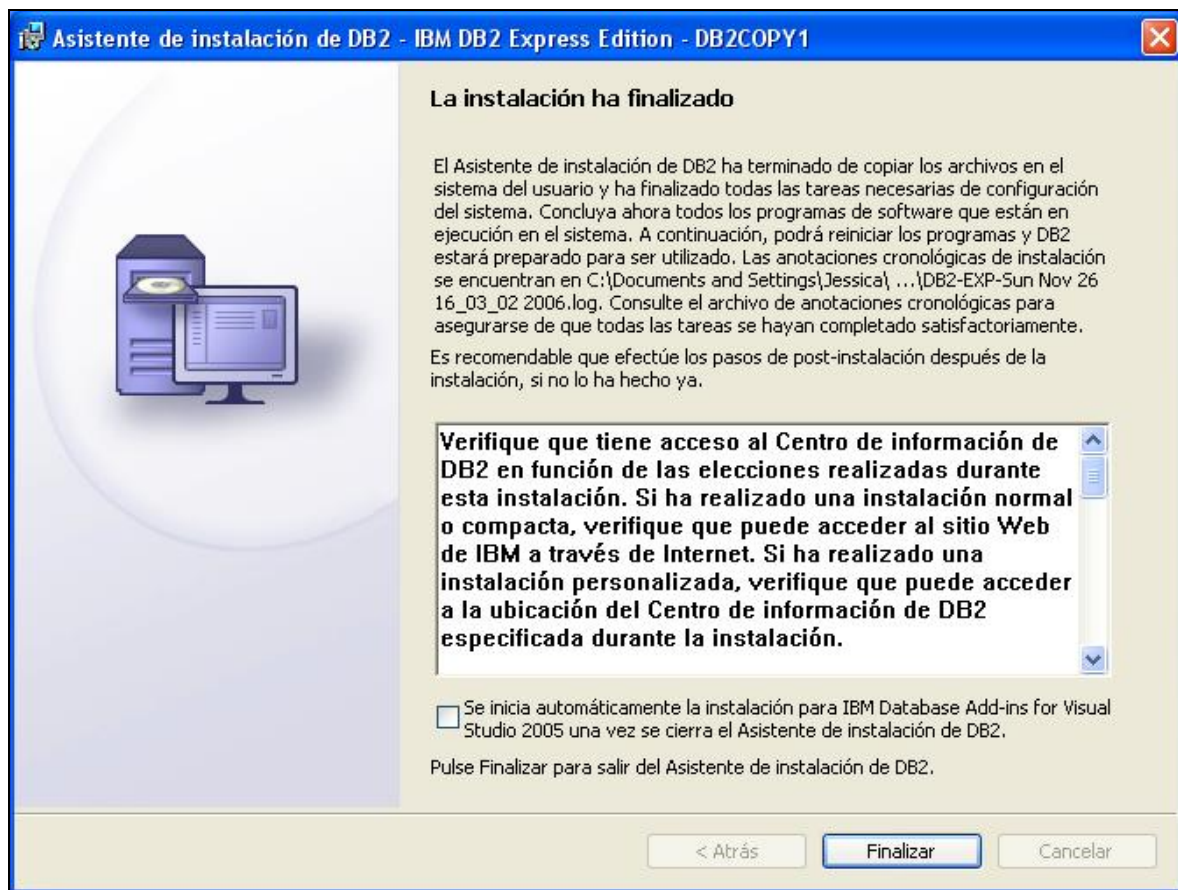 Asistente de instalación de DB2 - IBM DB2 Express Edition - DB2COPY1
La instalación ha finalizado
El Asistente de instalación de DB2 ha terminado de copiar los archivos en el
sistema del usuario y ha finalizado todas las tareas necesarias de configuración
del sistema. Concluya ahora todos los programas de software que están en
ejecución en el sistema. A continuación, podrá reiniciar los programas y DB2
estará preparado para ser utilizado. Las anotaciones cronológicas de instalación
se encuentran en C:\Documents and Settings\Jessica\ ...\DB2-EXP-Sun Nov 26
16_03_02 2006.log. Consulte el archivo de anotaciones cronológicas para
asegurarse de que todas las tareas se hayan completado satisfactoriamente.
Es recomendable que efectúe los pasos de post-instalación después de la
instalación, si no lo ha hecho ya.
Verifique que tiene acceso al Centro de información de
DB2 en función de las elecciones realizadas durante
esta instalación. Si ha realizado una instalación normal
o compacta, verifique que puede acceder al sitio Web
de IBM a través de Internet. Si ha realizado una
instalación personalizada, verifique que puede acceder
a la ubicación del Centro de información de DB2
especificada durante la instalación.
Se inicia automáticamente la instalación para IBM Database Add-ins for Visual
Studio 2005 una vez se cierra el Asistente de instalación de DB2.
Pulse Finalizar para salir del Asistente de instalación de DB2.
< Atrás
Finalizar
Cancelar